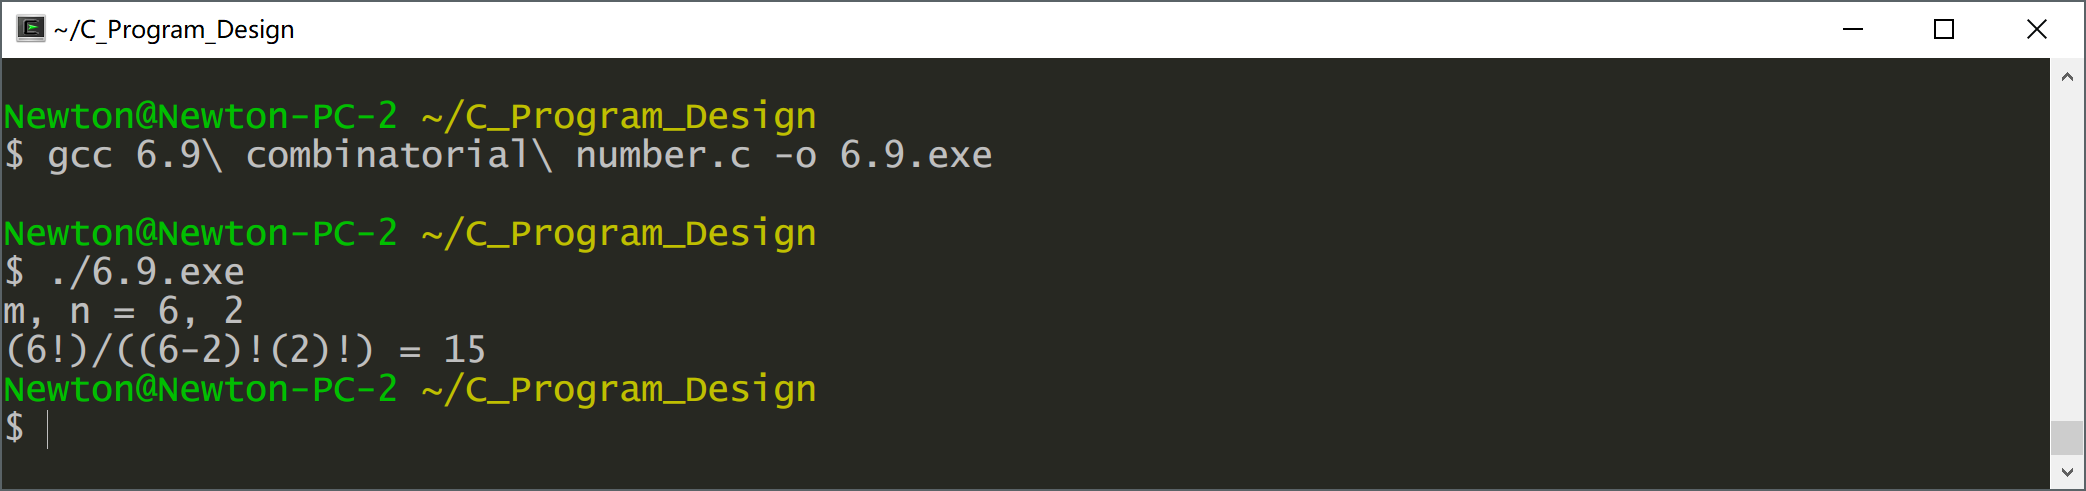 ~/C_Program_Design
Newton@Newton-PC-2 ~/C_Program_Design
$ gcc 6.9\ combinatorial\ number.c -o 6.9.exe
Newton@Newton-PC-2 ~/C_Program_Design
$ ./6.9.exe
m, n = 6, 2
(6!)/((6-2)!(2)!) = 15
Newton@Newton-PC-2 ~/C_Program_Design
$